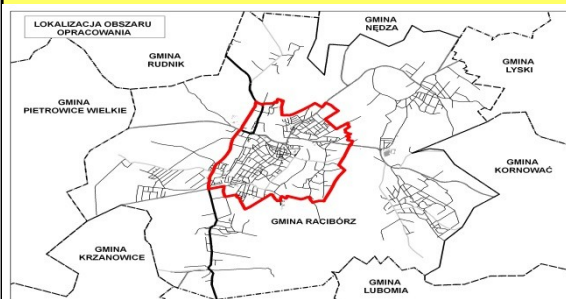 LOKALIZACJA OBSZARU
OPRACOWANIA
GMINA
NĘDZA
GMINA
RUDNIK
GMINA
LYSKI
GMINA
PIETROWICE WIELKIE
GMINA
KORNOWAĆ
GMINA RACIBÓRZ
GMINA
KRZANOWICE
GMINA
LUBOMIA